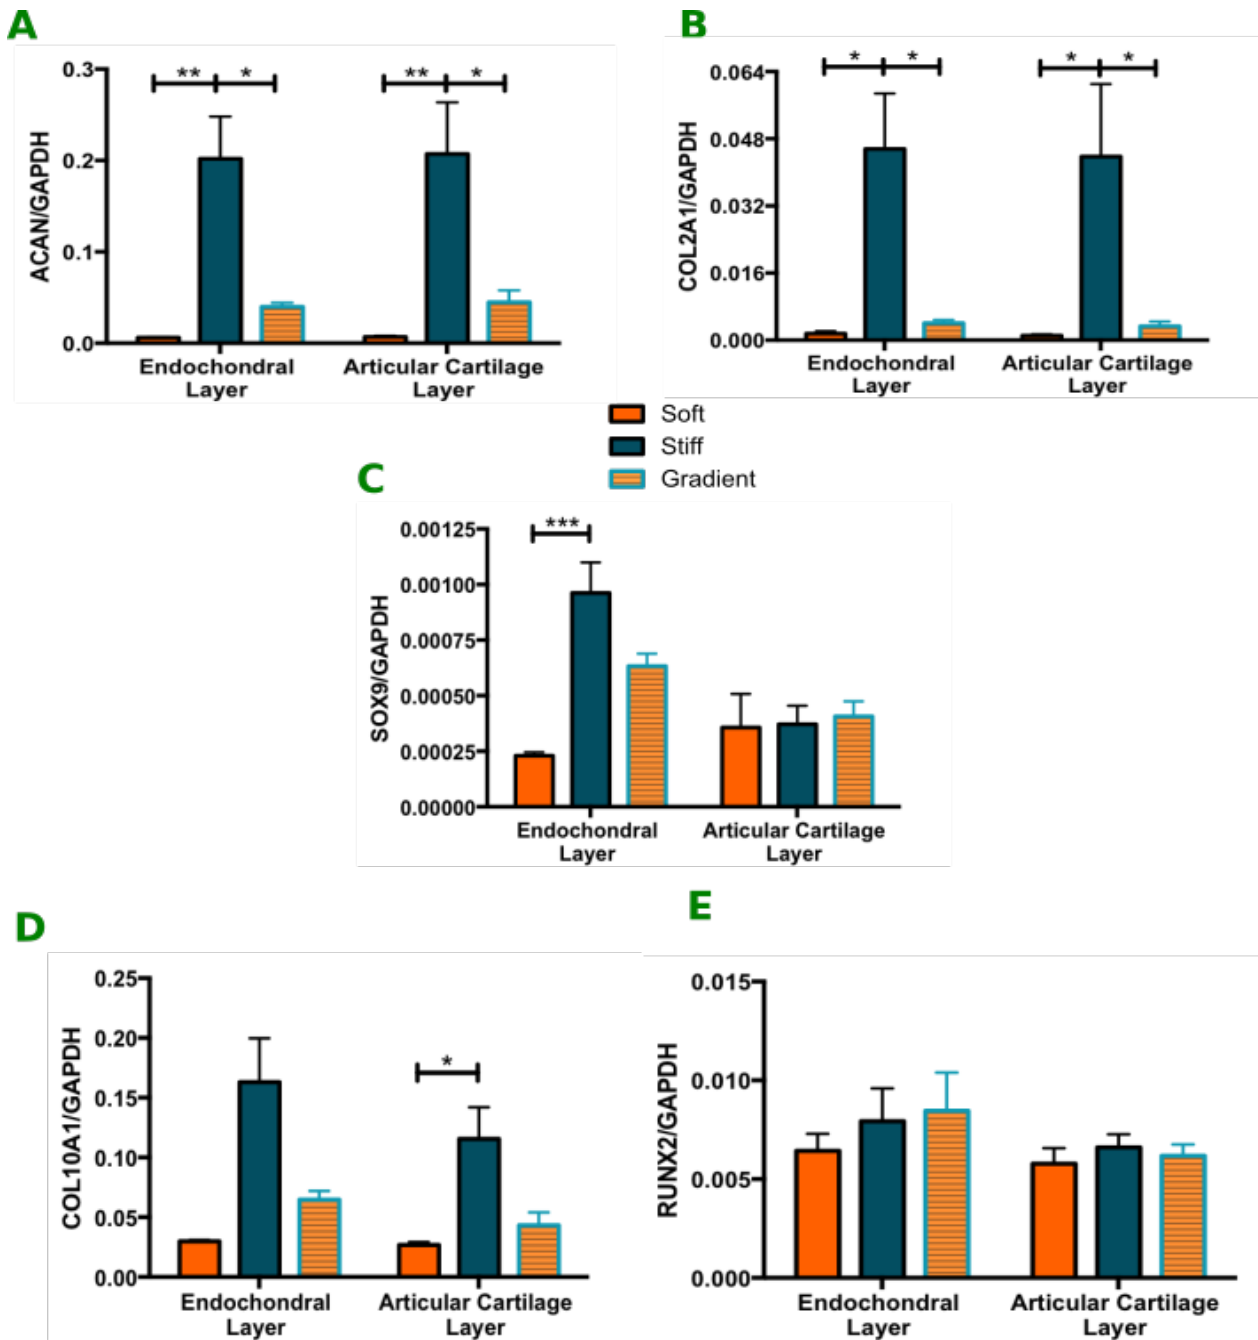 A
ACAN/GAPDH
0.3
0.2
0.1
0.0
** *
** *
Endochondral
Layer
Articular Cartilage
Layer
B
COL2A1/GAPDH
0.064
0.048
0.032
0.016
0.000
* *
* *
Endochondral
Layer
Articular Cartilage
Layer
Soft
Stiff
Gradient
C
SOX9/GAPDH
0.00125
0.00100
0.00075
0.00050
0.00025
0.00000
***
Endochondral
Layer
Articular Cartilage
Layer
D
COL10A1/GAPDH
0.25
0.20
0.15
0.10
0.05
0.00
*
Endochondral
Layer
Articular Cartilage
Layer
E
RUNX2/GAPDH
0.015
0.010
0.005
0.000
Endochondral
Layer
Articular Cartilage
Layer